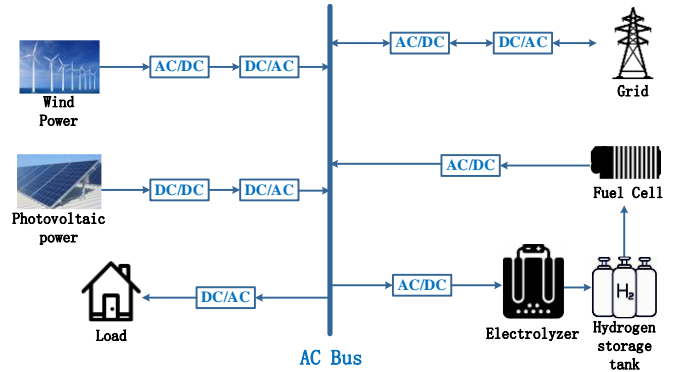 AC/DC
DC/AC
AC/DC
DC/AC
Wind
Power
Grid
AC/DC
DC/DC
DC/AC
Fuel Cell
Photovoltaic
power
DC/AC
AC/DC
H2
Load
Electrolyzer
Hydrogen
storage
tank
AC Bus